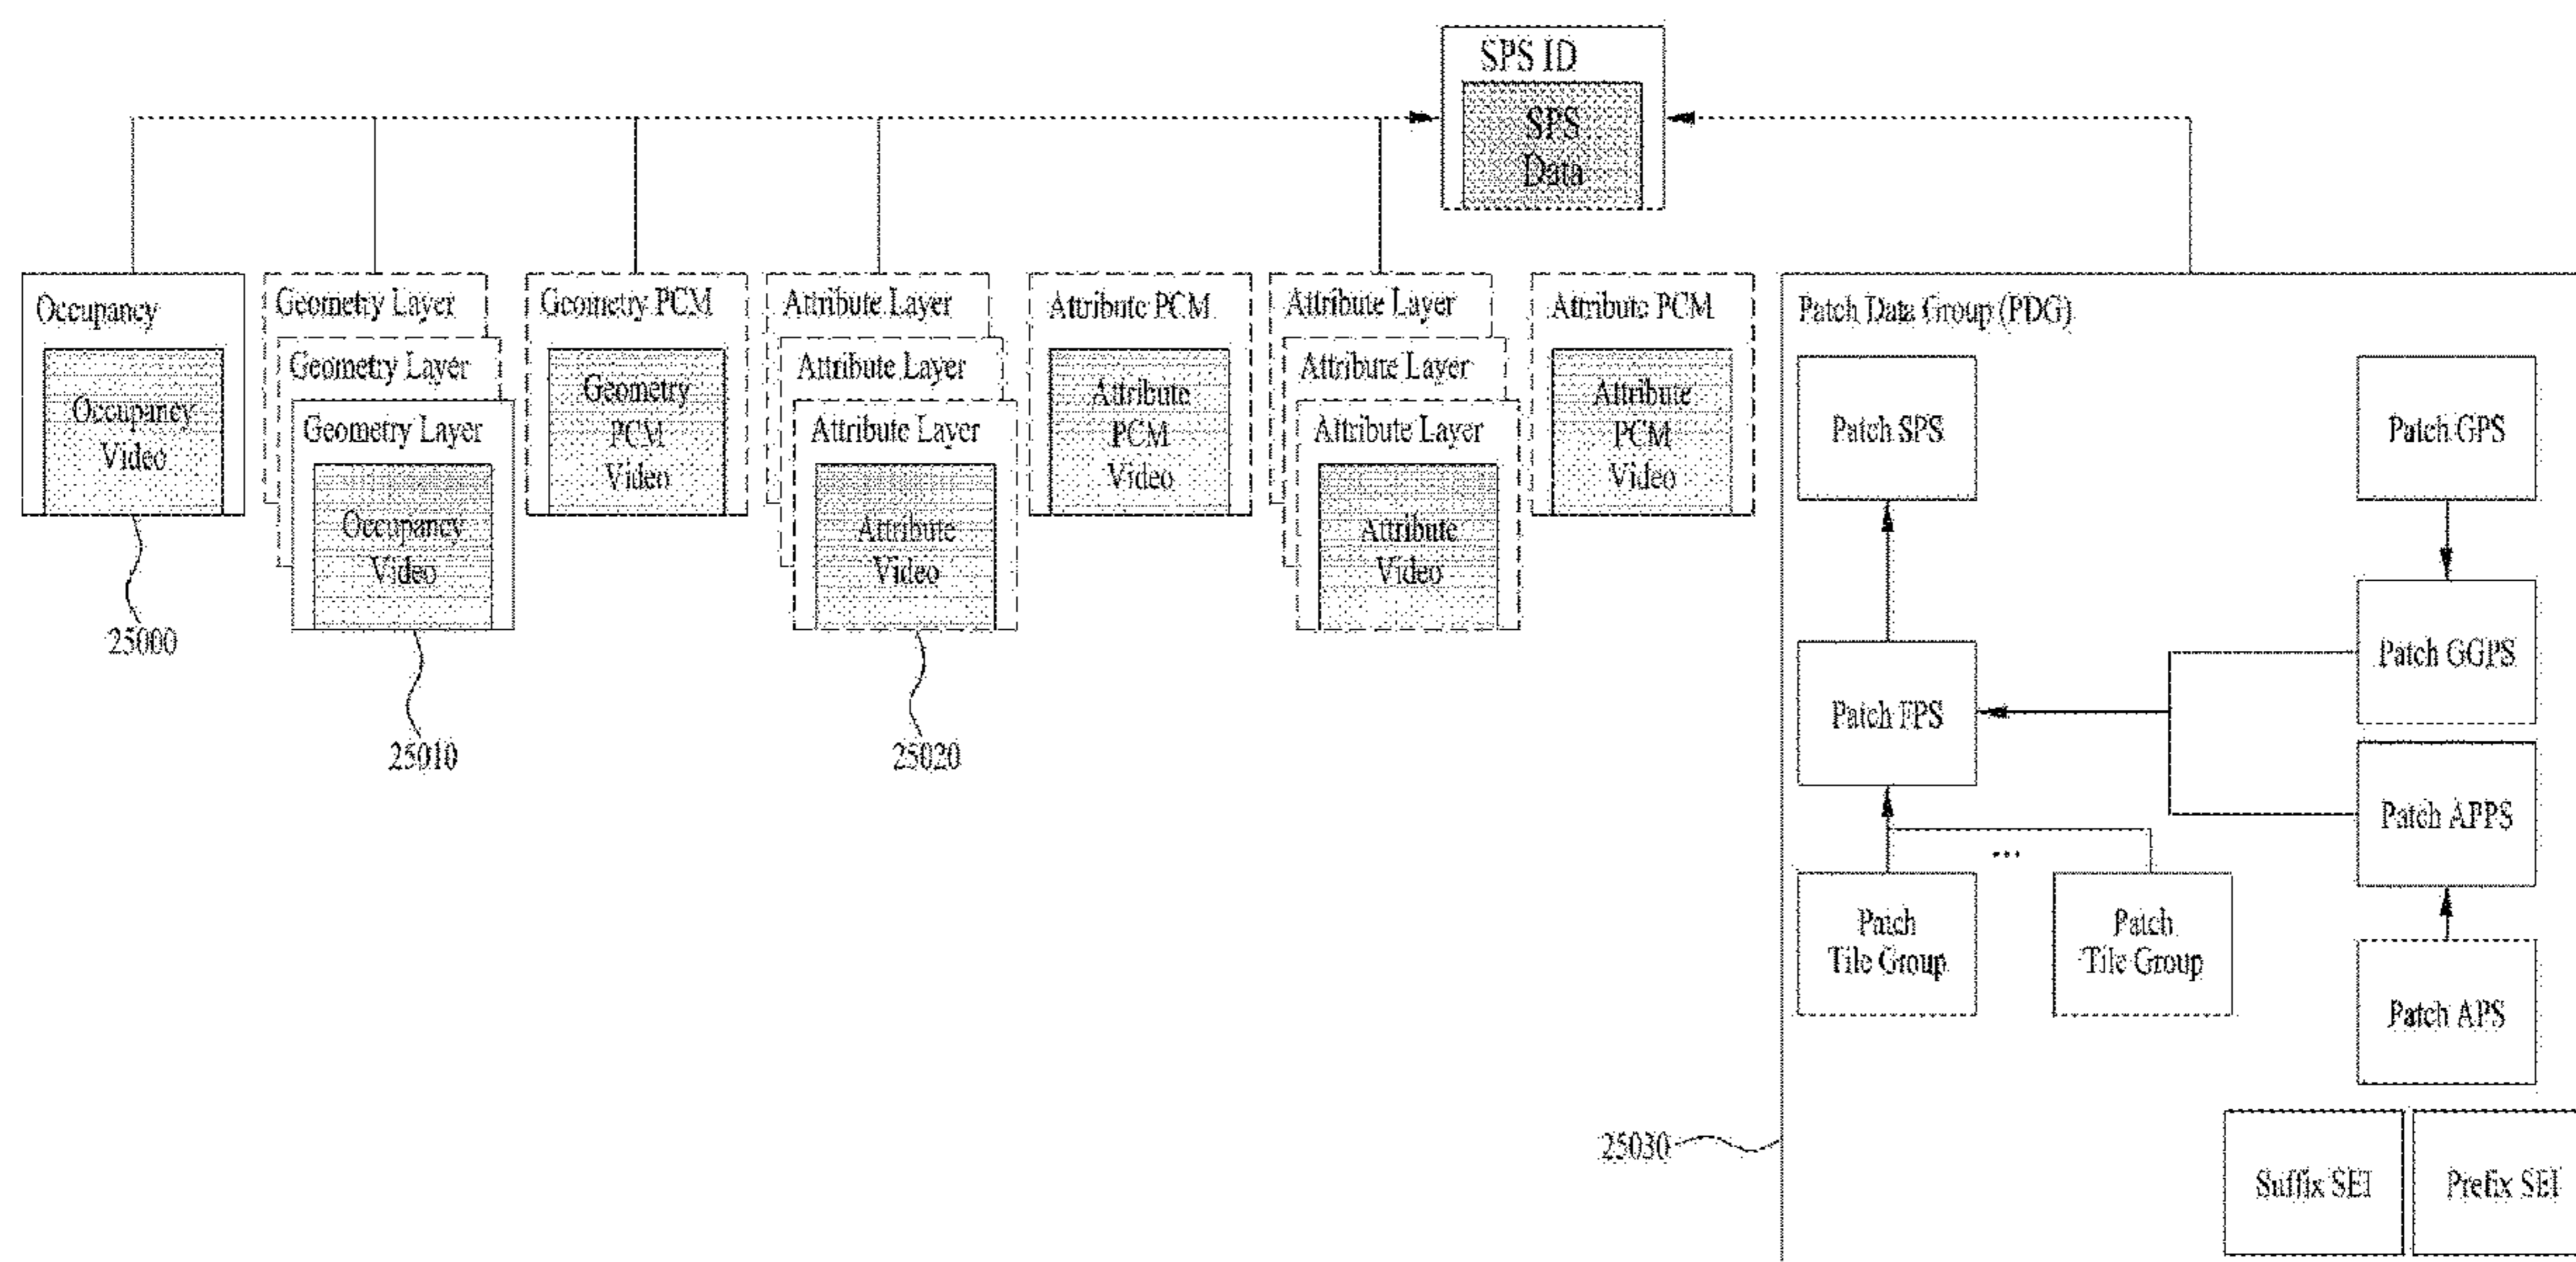 SPS ID
SPS
Data
Occupancy
Occupancy
Video
25000
Geometry Layer
Geometry Layer
Geometry Layer
Occupancy
Video
25010
Geometry PCM
Geometry
PCM
Video
Attribute Layer
Attribute Layer
Attribute Layer
Attribute
Video
25020
Attribute PCM
Attribute
PCM
Video
Attribute Layer
Attribute Layer
Attribute Layer
Attribute
Video
Attribute PCM
Attribute
PCM
Video
Patch Data Group (PDG)
Patch SPS
Patch GPS
Patch GGPS
Patch FPS
Patch APPS
...
Patch
Tile Group
Patch
Tile Group
Patch APS
25030
Suffix SEI
Prefix SEI